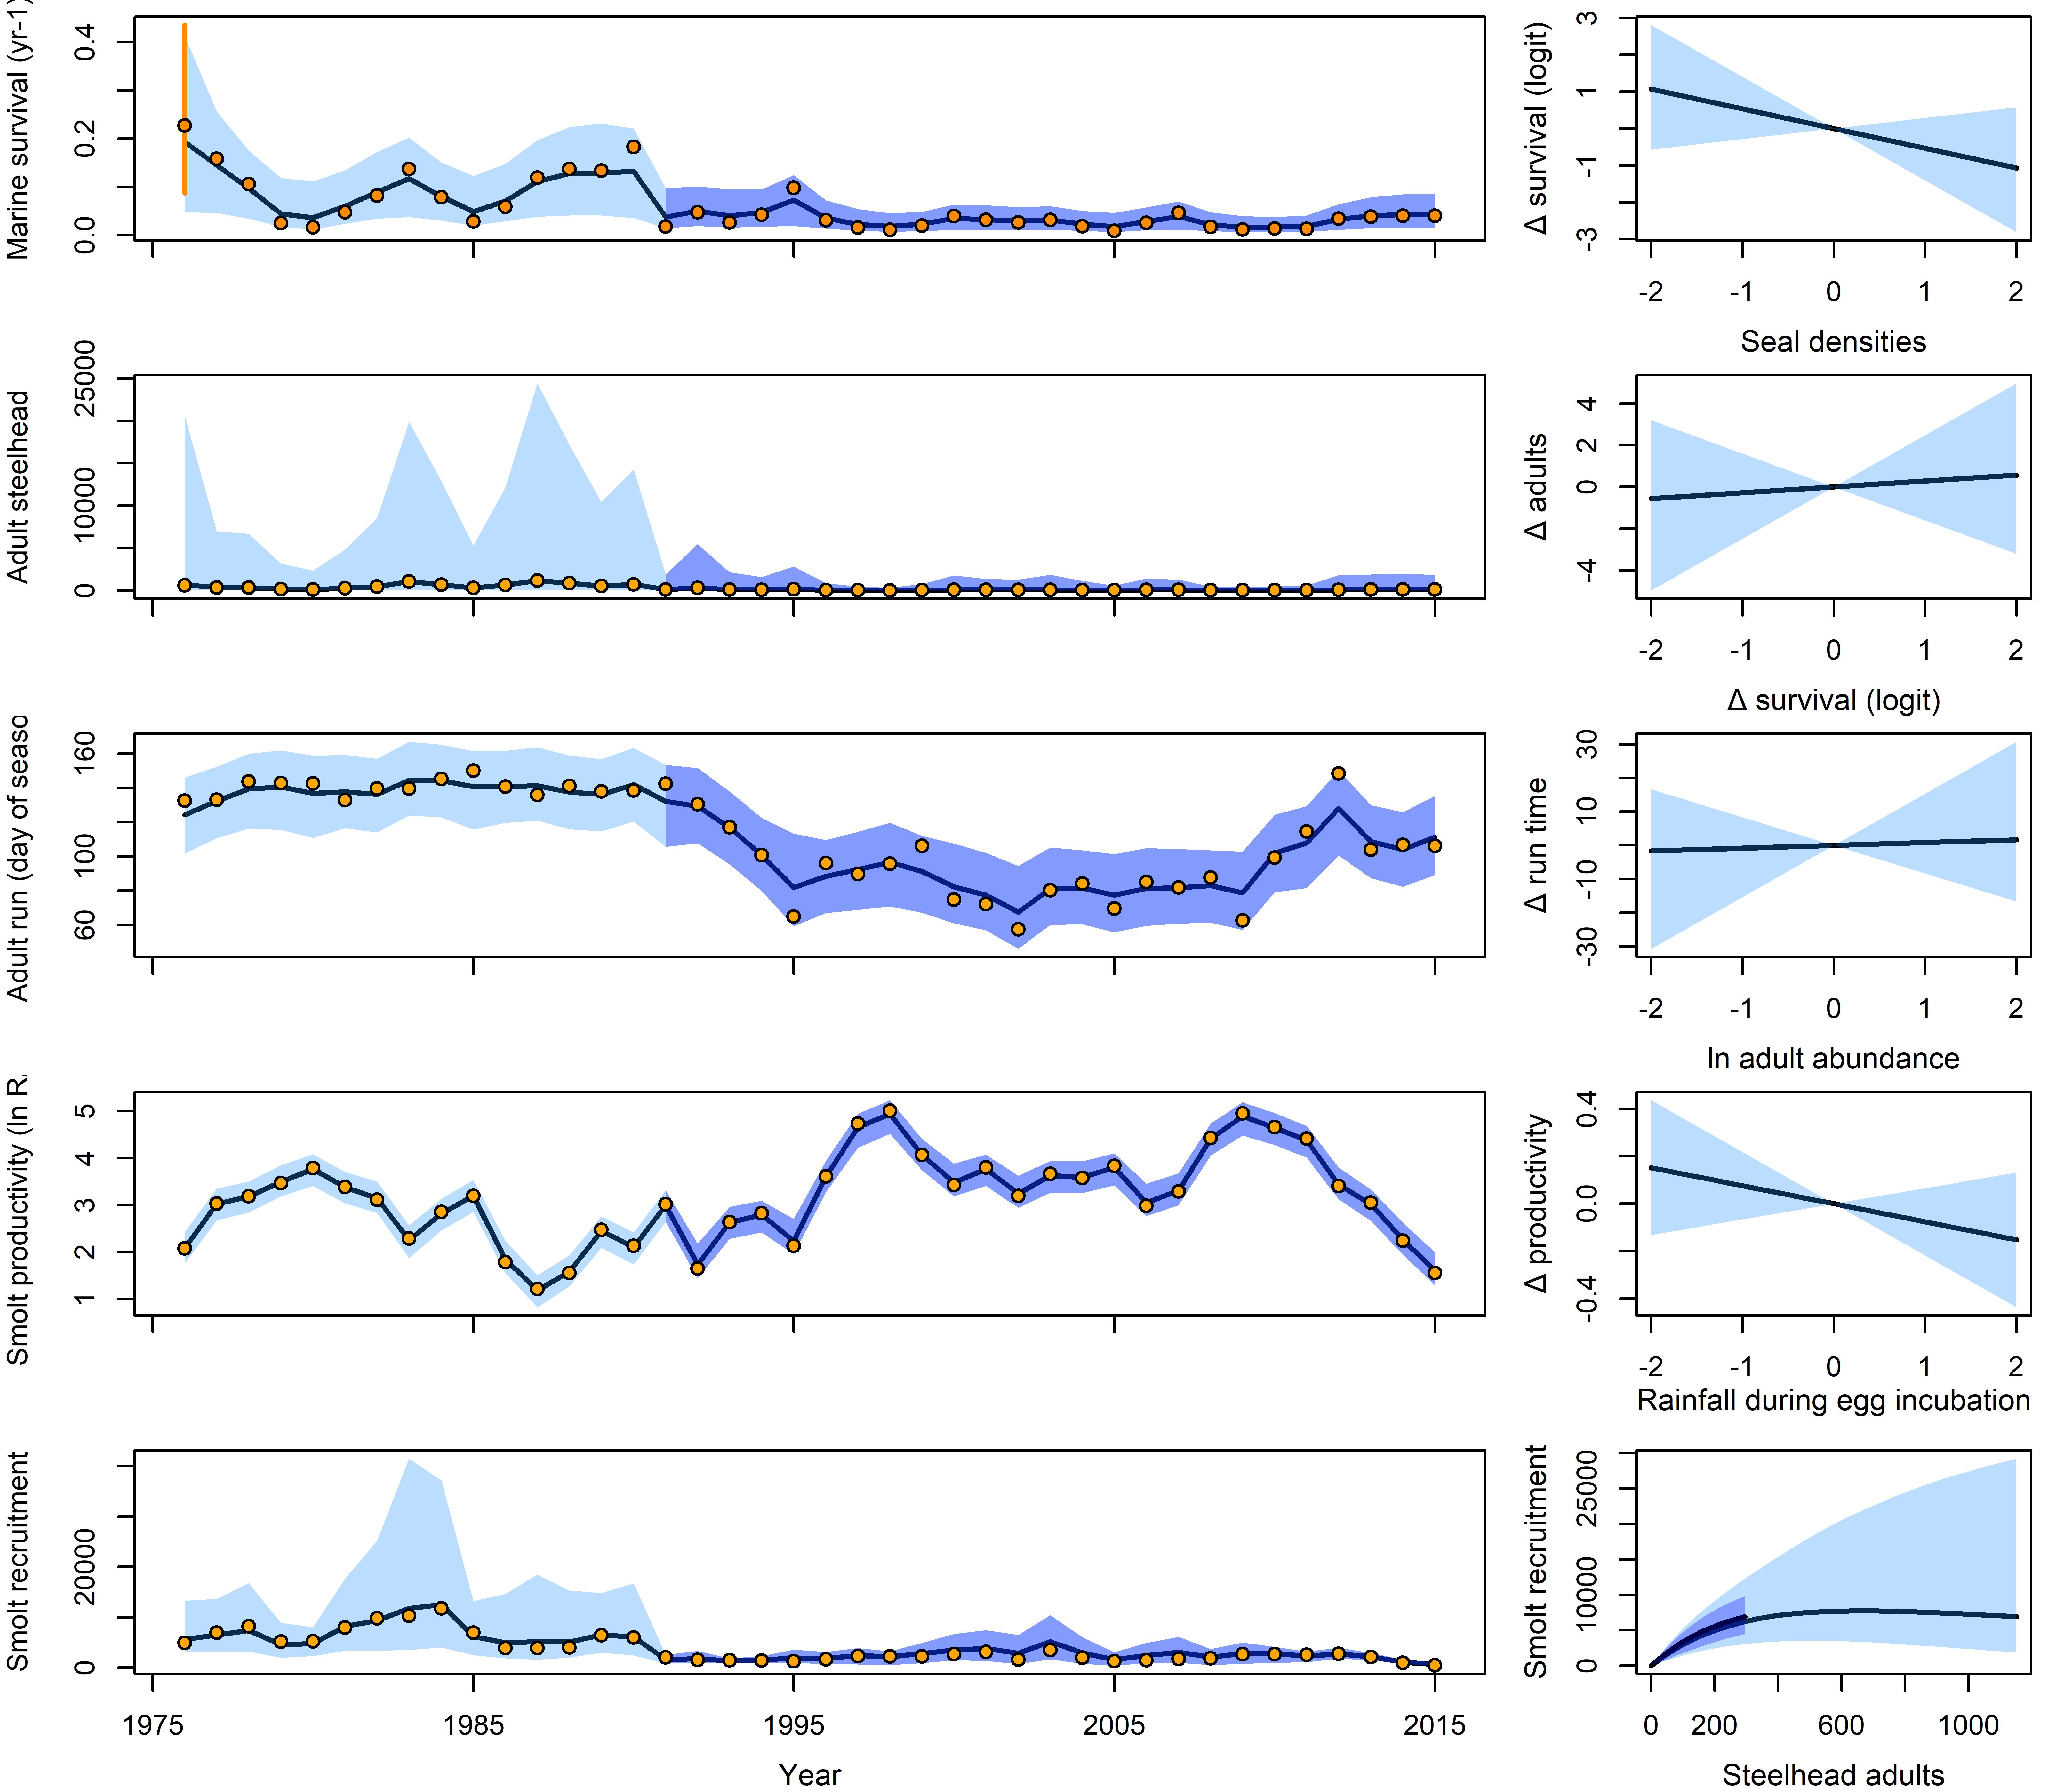 Marine survival (yr-1)
0.0 0.2 0.4
1975 1985 1995 2005 2015
Δ survival (logit)
-3 -1 1 3
-2 -1 0 1 2
Seal densities
Adult steelhead
0 10000 25000
Δ adults
-4 0 2 4
-2 -1 0 1 2
Δ survival (logit)
Adult run (day of seaso
60 100 160
Δ run time
-30 -10 10 30
-2 -1 0 1 2
ln adult abundance
Smolt productivity (ln R
1 2 3 4 5
Δ productivity
-0.4 0.0 0.4
-2 -1 0 1 2
Rainfall during egg incubation
Smolt recruitment
0 20000
Year
Smolt recruitment
0 10000 25000
0 200 600 1000
Steelhead adults